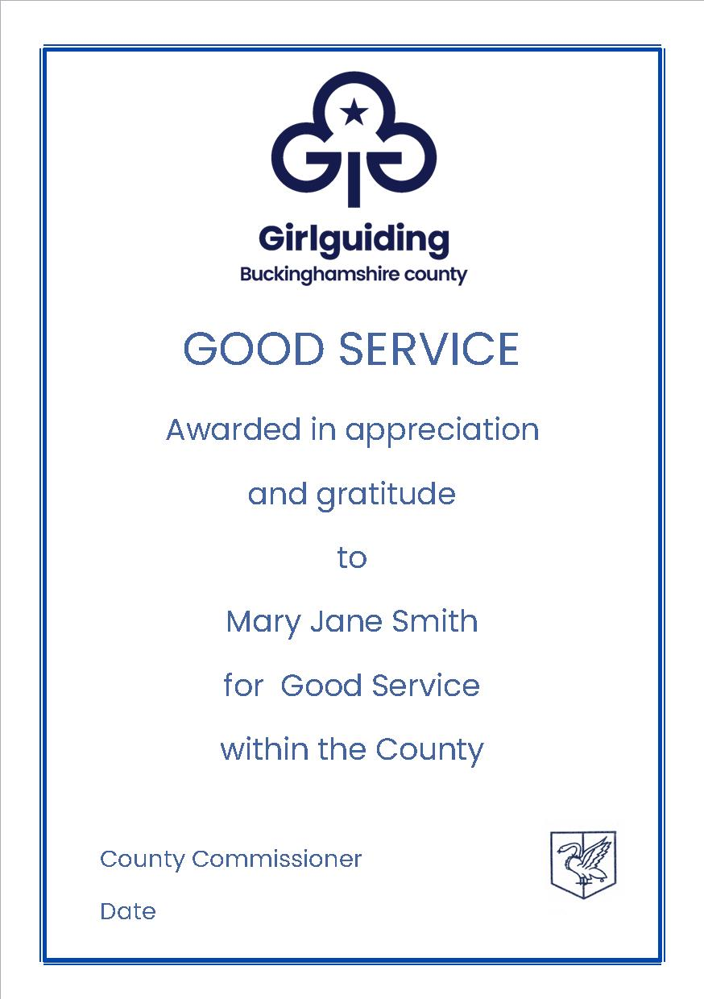 Girlguiding
Buckinghamshire county
GOOD SERVICE
Awarded in appreciation
and gratitude
to
Mary Jane Smith
for  Good Service
within the County
County Commissioner
Date